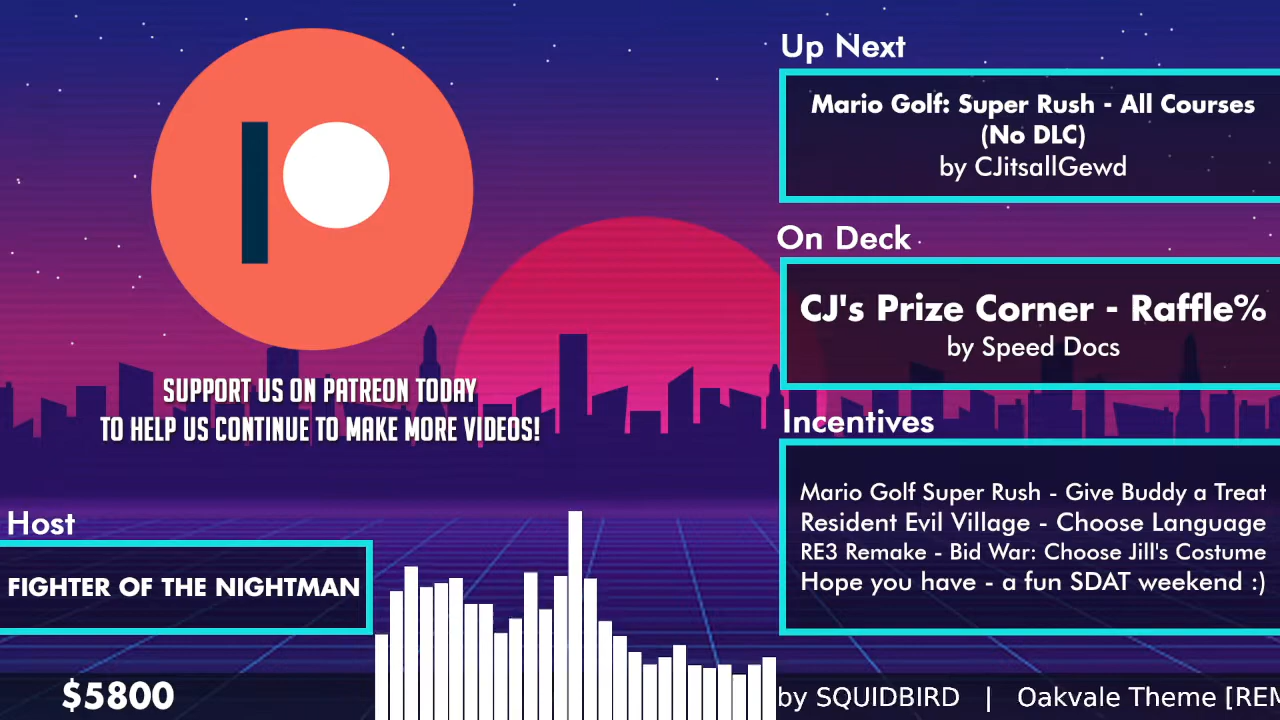 Up Next
Mario Golf: Super Rush - All Courses
(No DLC)
by CJitsallGewd
On Deck
CJ's Prize Corner - Raffle%
by Speed Docs
SUPPORT US ON PATREON TODAY
TO HELP US CONTINUE TO MAKE MORE VIDEOS!
Incentives
Mario Golf Super Rush - Give Buddy a Treat
Resident Evil Village - Choose Language
RE3 Remake - Bid War: Choose Jill's Costume
Hope you have - a fun SDAT weekend :)
Host
FIGHTER OF THE NIGHTMAN
$5800
by SQUIDBIRD | Oakvale Theme [REM